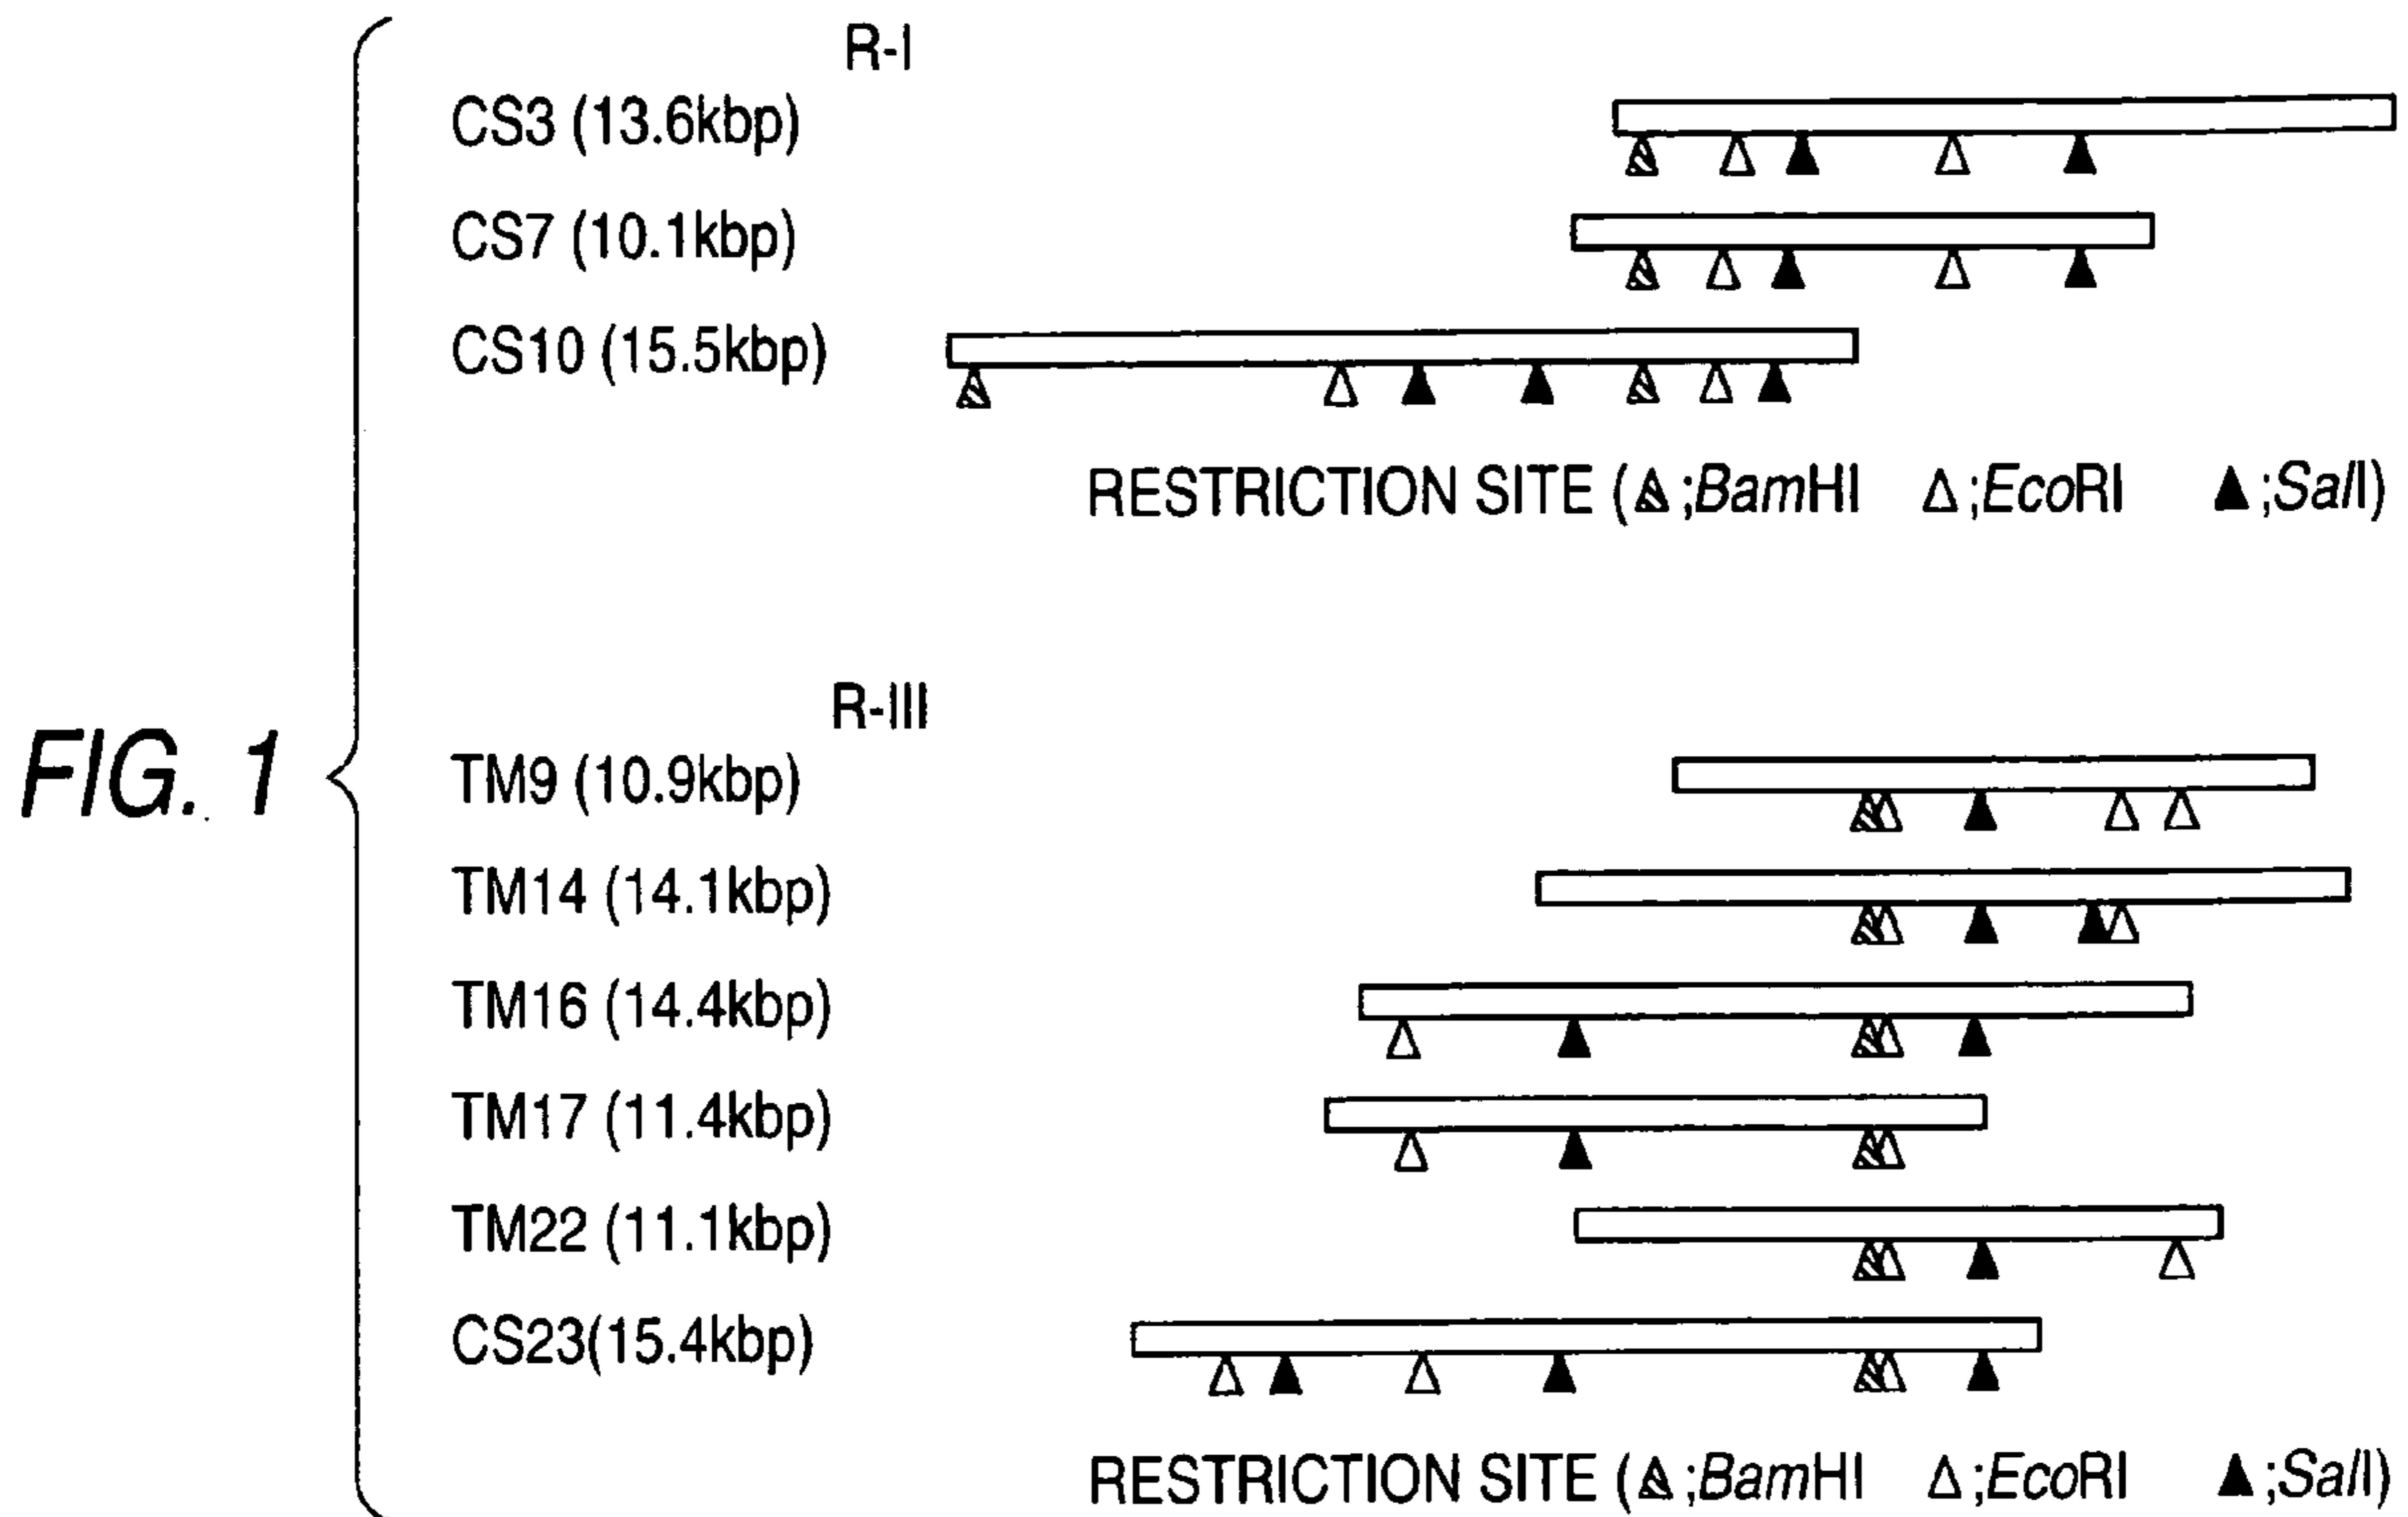 R-I
CS3 (13.6kbp)
CS7 (10.1kbp)
CS10 (15.5kbp)
RESTRICTION SITE (△;BamHI △;EcoRI ▲;SalI)
FIG. 1
R-III
TM9 (10.9kbp)
TM14 (14.1kbp)
TM16 (14.4kbp)
TM17 (11.4kbp)
TM22 (11.1kbp)
CS23(15.4kbp)
RESTRICTION SITE (△;BamHI △;EcoRI ▲;SalI)